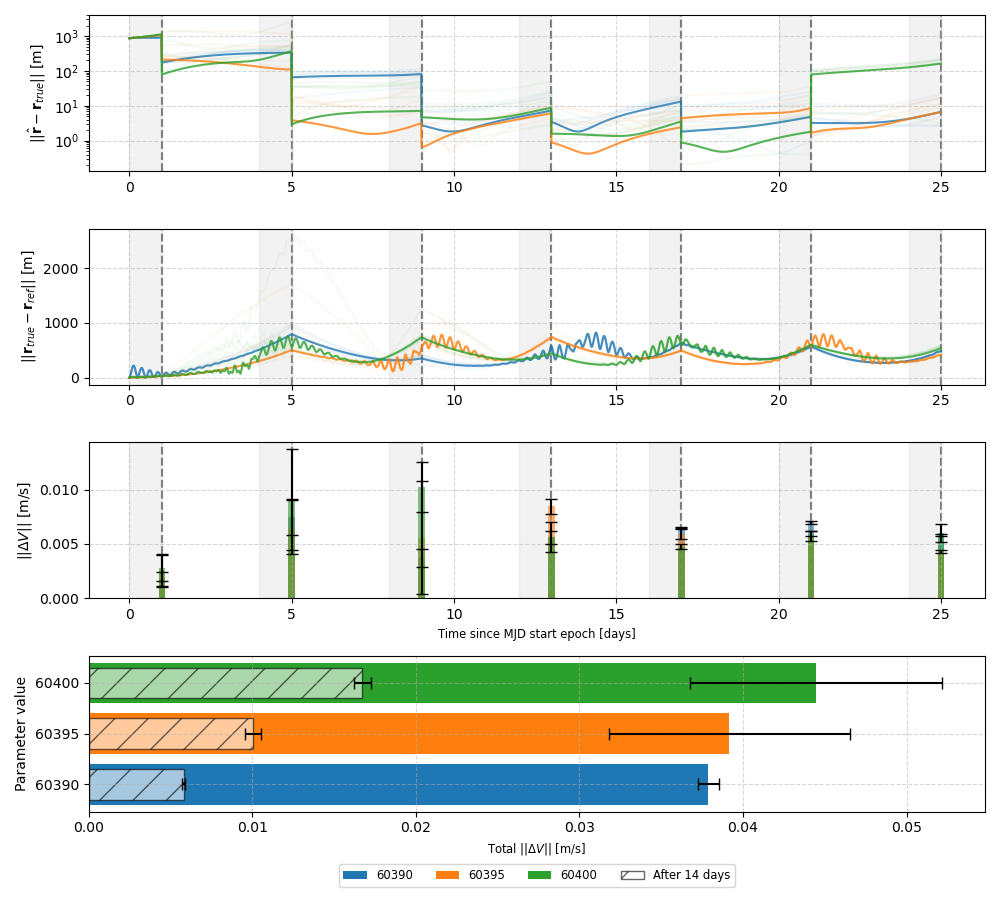 ||r̂ − r_true|| [m]
10³
10²
10¹
10⁰
0 5 10 15 20 25
||r_true − r_ref|| [m]
2000
1000
0
0 5 10 15 20 25
||ΔV|| [m/s]
0.010
0.005
0.000
0 5 10 15 20 25
Time since MJD start epoch [days]
Parameter value
60400
60395
60390
0.00 0.01 0.02 0.03 0.04 0.05
Total ||ΔV|| [m/s]
60390 60395 60400 After 14 days